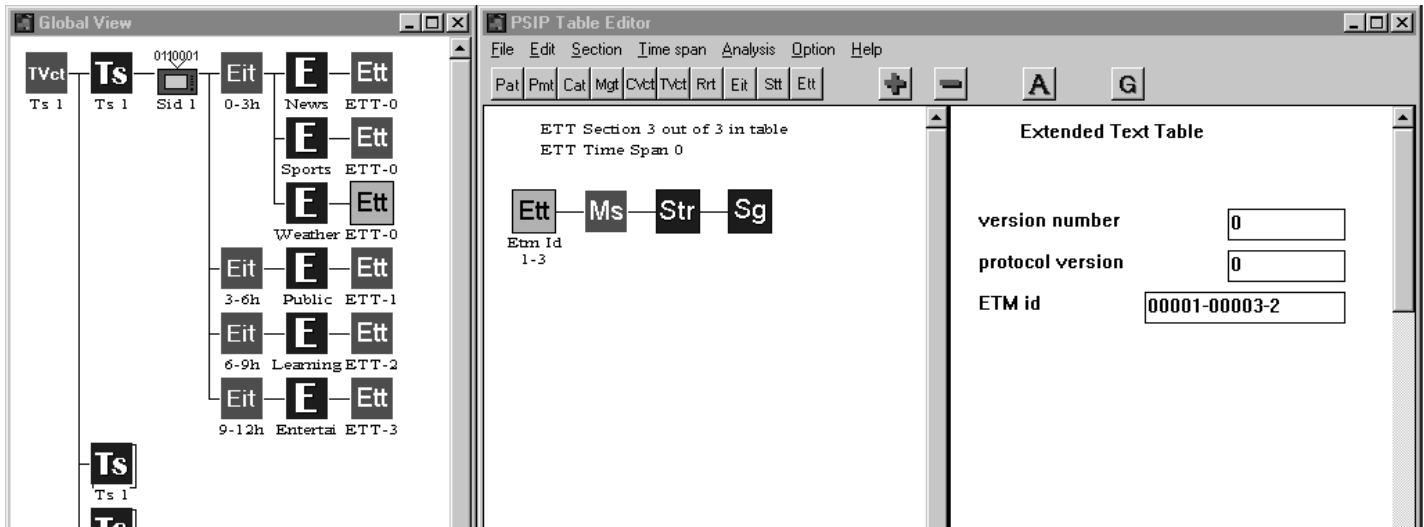 Global View
0110001
TVct Ts Eit E Ett
Ts 1 Ts 1 Sid 1 0-3h News ETT-0
E Ett
Sports ETT-0
E Ett
Weather ETT-0
Eit E Ett
3-6h Public ETT-1
Eit E Ett
6-9h Learning ETT-2
Eit E Ett
9-12h Entertai ETT-3
Ts
Ts 1
Ts
PSIP Table Editor
File Edit Section Time span Analysis Option Help
Pat Pmt Cat Mgt CVct TVct Rrt Eit Stt Ett + - A G
ETT Section 3 out of 3 in table
ETT Time Span 0
Ett Ms Str Sg
Etm Id
1-3
Extended Text Table
version number 0
protocol version 0
ETM id 00001-00003-2